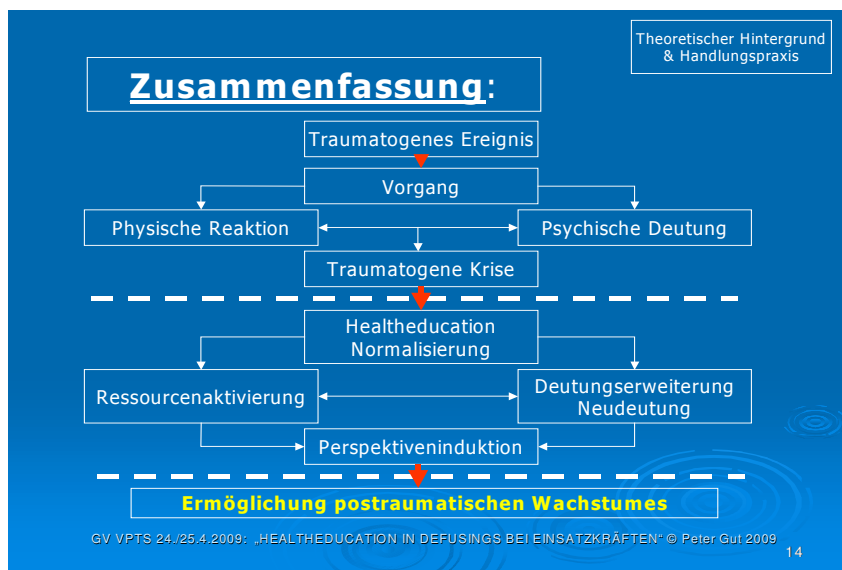 Theoretischer Hintergrund
& Handlungspraxis
Zusammenfassung:
Traumatogenes Ereignis
Vorgang
Physische Reaktion
Psychische Deutung
Traumatogene Krise
Healtheducation
Normalisierung
Ressourcenaktivierung
Deutungserweiterung
Neudeutung
Perspektiveninduktion
Ermöglichung postraumatischen Wachstumes
GV VPTS 24./25.4.2009: „HEALTHEDUCATION IN DEFUSINGS BEI EINSATZKRÄFTEN“ © Peter Gut 2009
14